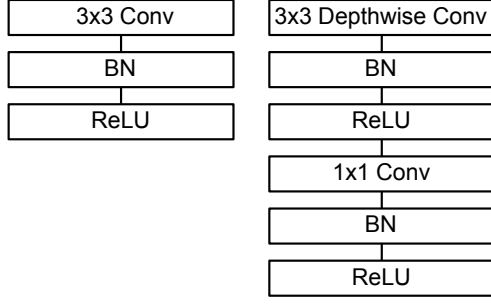 3x3 Conv
BN
ReLU
3x3 Depthwise Conv
BN
ReLU
1x1 Conv
BN
ReLU